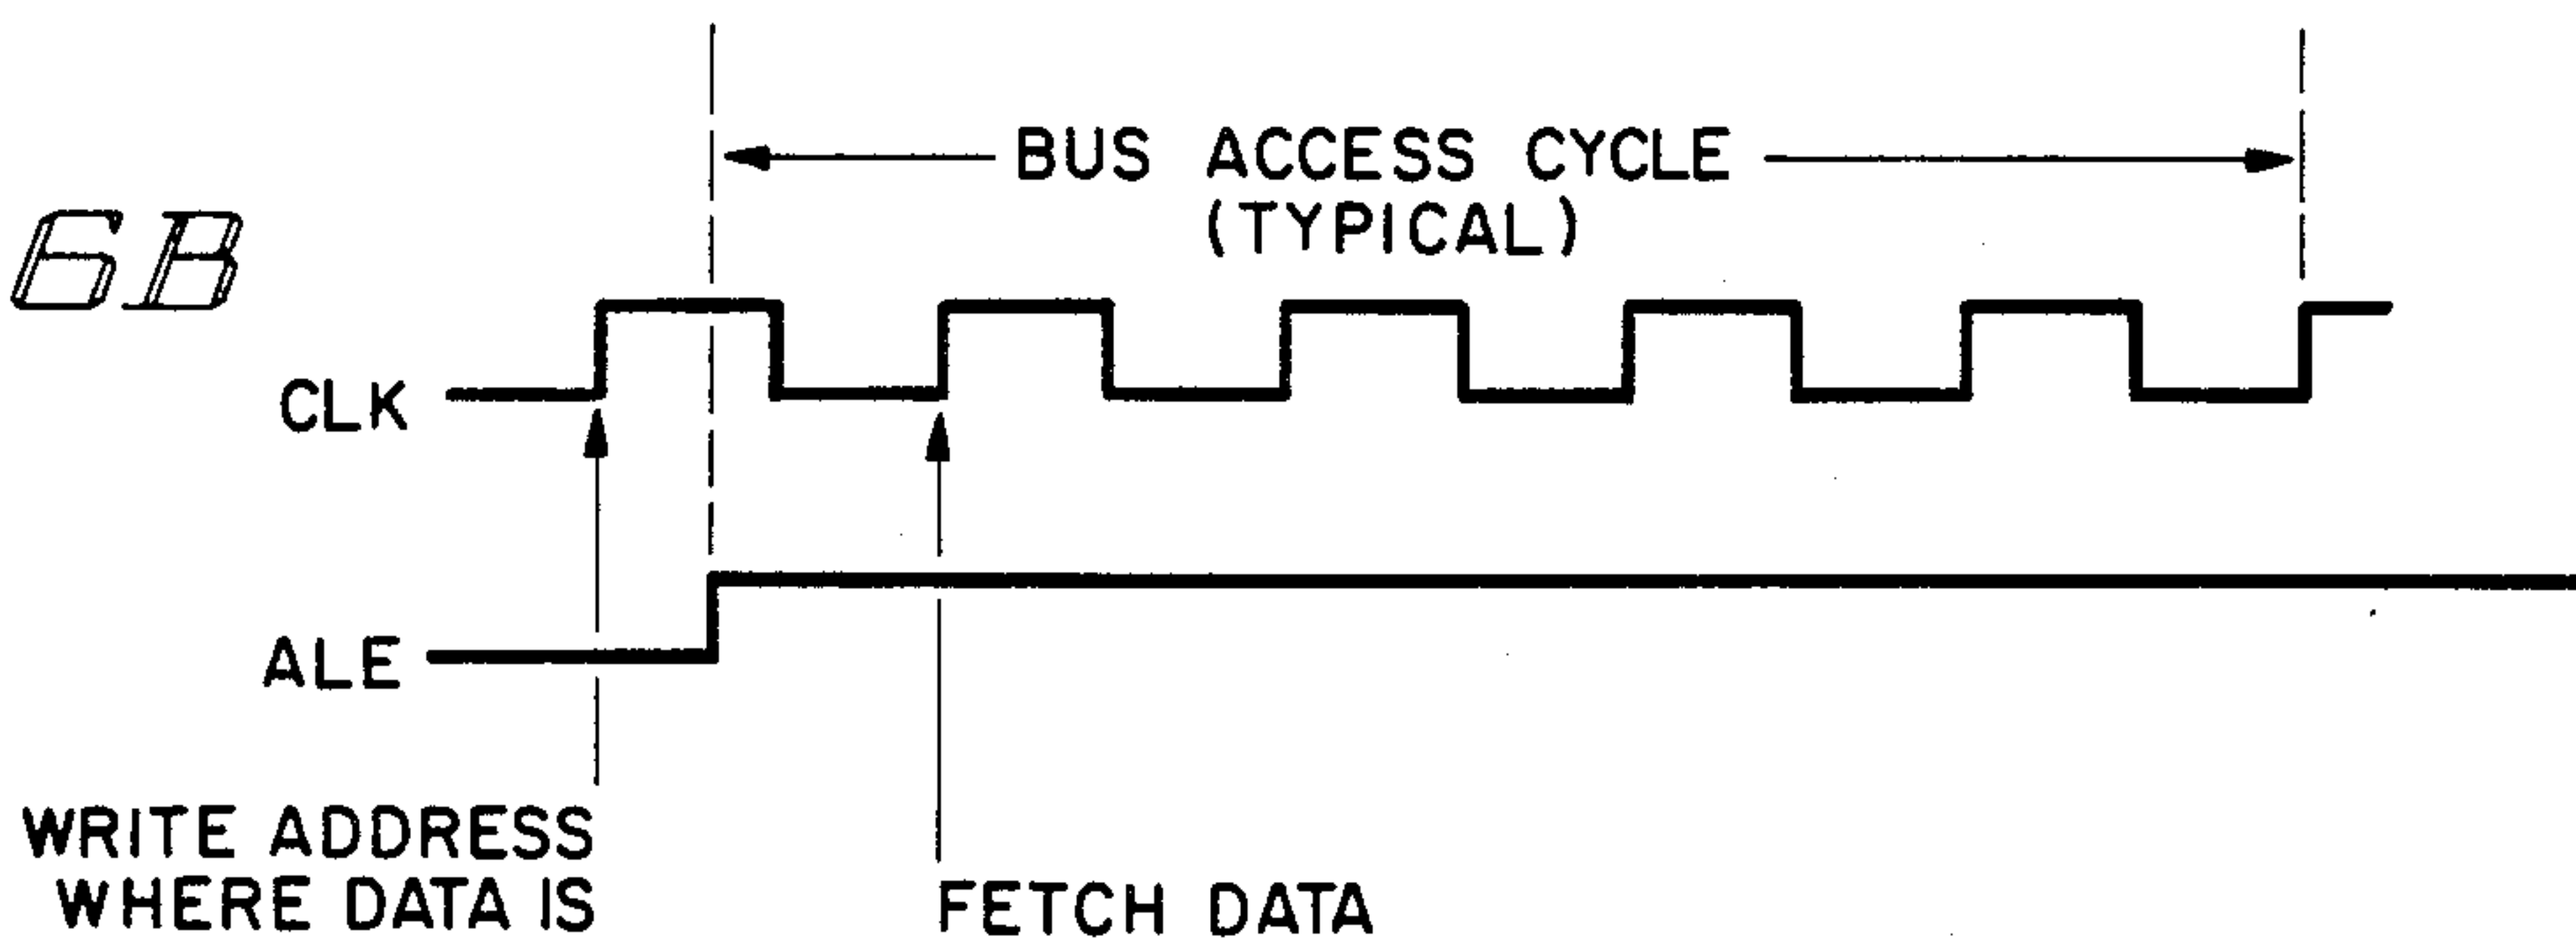 BUS ACCESS CYCLE
(TYPICAL)
6B
CLK
ALE
WRITE ADDRESS
WHERE DATA IS
FETCH DATA